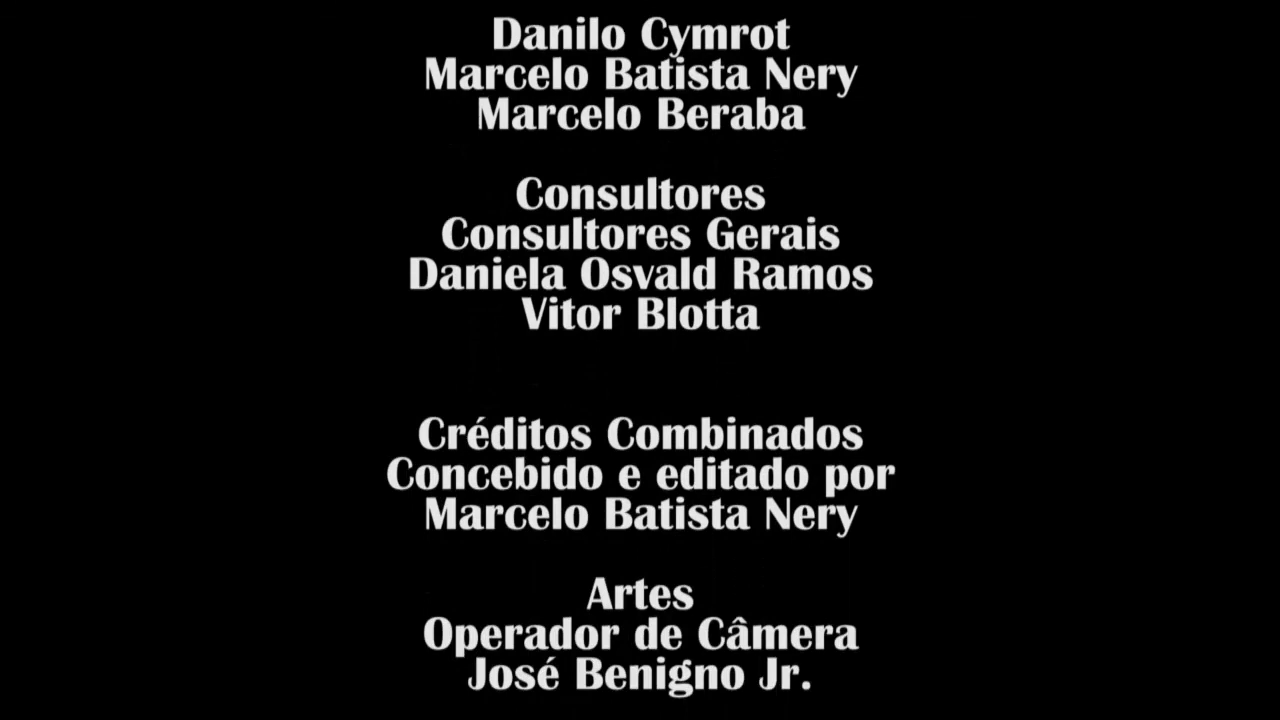 Danilo Cymrot
Marcelo Batista Nery
Marcelo Beraba
Consultores
Consultores Gerais
Daniela Osvald Ramos
Vitor Blotta
Créditos Combinados
Concebido e editado por
Marcelo Batista Nery
Artes
Operador de Câmera
José Benigno Jr.